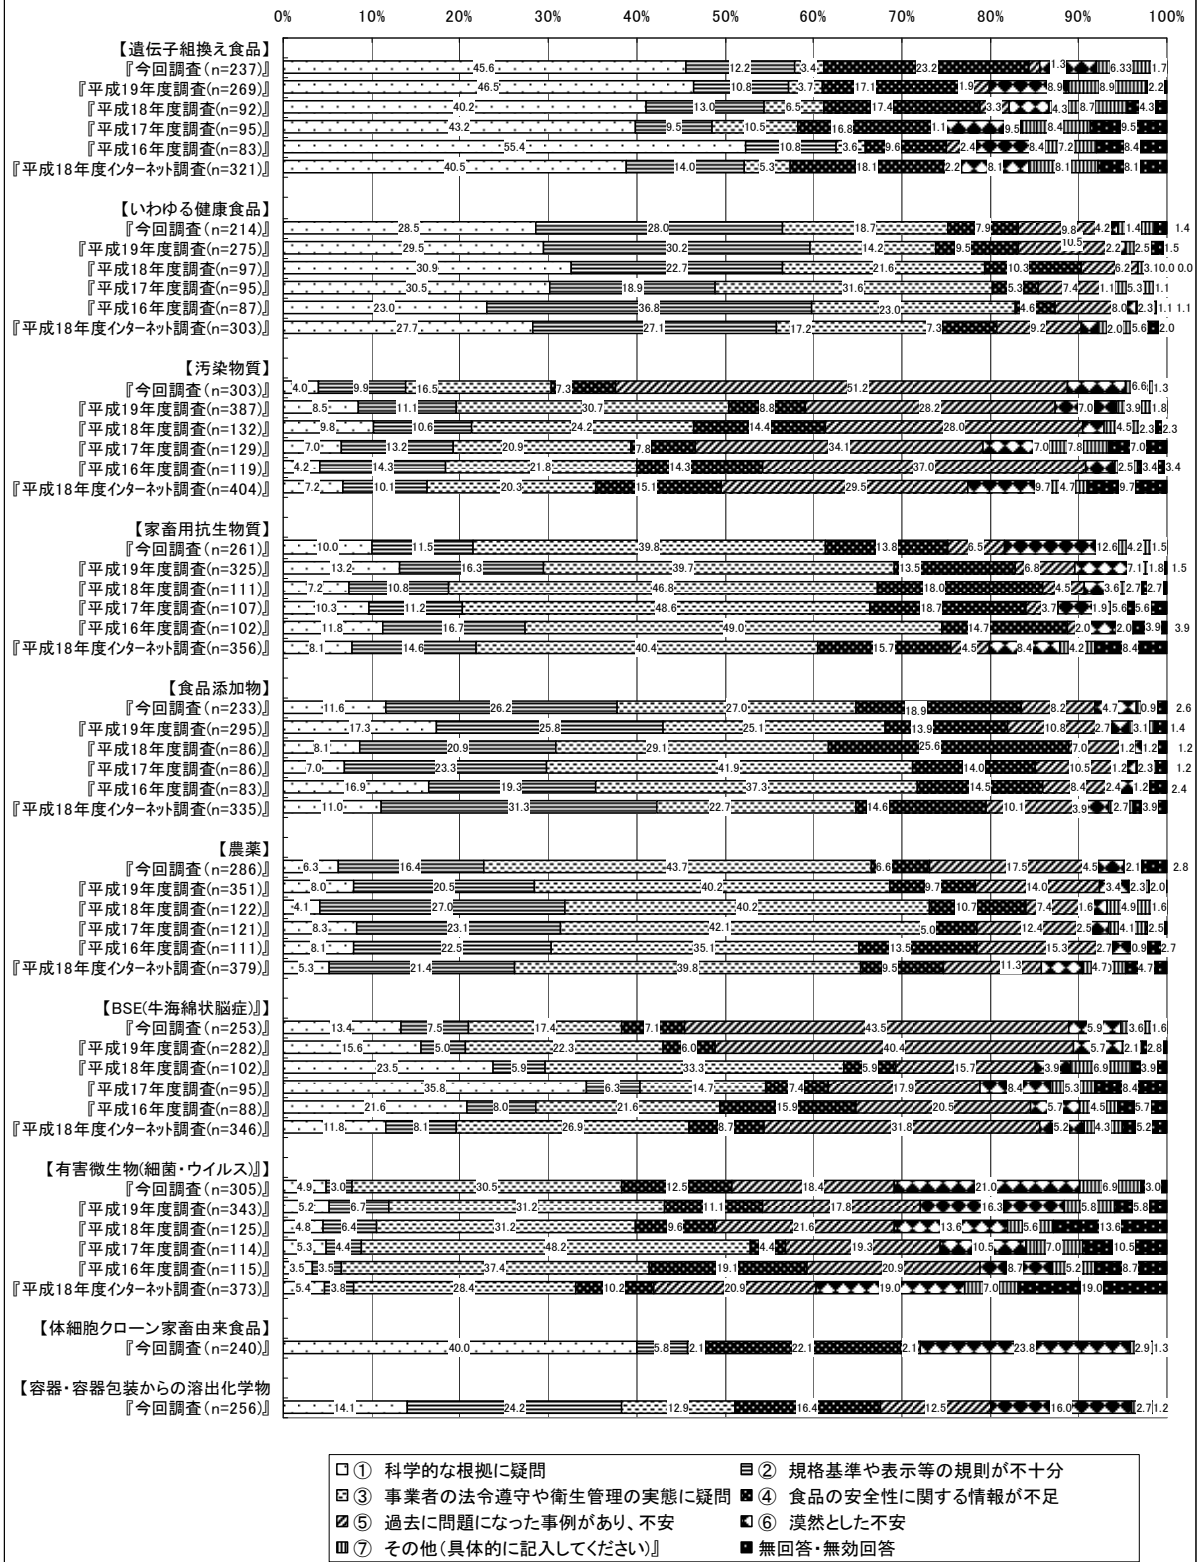 0% 10% 20% 30% 40% 50% 60% 70% 80% 90% 100%
【遺伝子組換え食品】
『今回調査(n=237)』 45.6 12.2 3.4 23.2 1.3 6.33 1.7
『平成19年度調査(n=269)』 46.5 10.8 3.7 17.1 1.9 8.9 8.9 2.2
『平成18年度調査(n=92)』 40.2 13.0 6.5 17.4 3.3 4.3 8.7 4.3
『平成17年度調査(n=95)』 43.2 9.5 10.5 16.8 1.1 9.5 8.4 9.5
『平成16年度調査(n=83)』 55.4 10.8 3.6 9.6 2.4 8.4 7.2 8.4
『平成18年度インターネット調査(n=321)』 40.5 14.0 5.3 18.1 2.2 8.1 8.1 8.1
【いわゆる健康食品】
『今回調査(n=214)』 28.5 28.0 18.7 7.9 9.8 4.2 1.4 1.4
『平成19年度調査(n=275)』 29.5 30.2 14.2 9.5 10.5 2.2 2.5 1.5
『平成18年度調査(n=97)』 30.9 22.7 21.6 10.3 6.2 3.1 0.0 0.0
『平成17年度調査(n=95)』 30.5 18.9 31.6 5.3 7.4 1.1 5.3 1.1
『平成16年度調査(n=87)』 23.0 36.8 23.0 4.6 8.0 2.3 1.1 1.1
『平成18年度インターネット調査(n=303)』 27.7 27.1 17.2 7.3 9.2 2.0 5.6 2.0
【汚染物質】
『今回調査(n=303)』 4.0 9.9 16.5 7.3 51.2 6.6 1.3
『平成19年度調査(n=387)』 8.5 11.1 30.7 8.8 28.2 7.0 3.9 1.8
『平成18年度調査(n=132)』 9.8 10.6 24.2 14.4 28.0 4.5 2.3 2.3
『平成17年度調査(n=129)』 7.0 13.2 20.9 7.8 34.1 7.0 7.8 7.0
『平成16年度調査(n=119)』 4.2 14.3 21.8 14.3 37.0 2.5 3.4 3.4
『平成18年度インターネット調査(n=404)』 7.2 10.1 20.3 15.1 29.5 9.7 4.7 9.7
【家畜用抗生物質】
『今回調査(n=261)』 10.0 11.5 39.8 13.8 6.5 12.6 4.2 1.5
『平成19年度調査(n=325)』 13.2 16.3 39.7 13.5 6.8 7.1 1.8 1.5
『平成18年度調査(n=111)』 7.2 10.8 46.8 18.0 4.5 3.6 2.7 2.7
『平成17年度調査(n=107)』 10.3 11.2 48.6 18.7 3.7 1.9 5.6 5.6
『平成16年度調査(n=102)』 11.8 16.7 49.0 14.7 2.0 2.0 3.9 3.9
『平成18年度インターネット調査(n=356)』 8.1 14.6 40.4 15.7 4.5 8.4 4.2 8.4
【食品添加物】
『今回調査(n=233)』 11.6 26.2 27.0 18.9 8.2 4.7 0.9 2.6
『平成19年度調査(n=295)』 17.3 25.8 25.1 13.9 10.8 2.7 3.1 1.4
『平成18年度調査(n=86)』 8.1 20.9 29.1 25.6 7.0 1.2 1.2 1.2
『平成17年度調査(n=86)』 7.0 23.3 41.9 14.0 10.5 1.2 2.3 1.2
『平成16年度調査(n=83)』 16.9 19.3 37.3 14.5 8.4 2.4 1.2 2.4
『平成18年度インターネット調査(n=335)』 11.0 31.3 22.7 14.6 10.1 3.9 2.7 3.9
【農薬】
『今回調査(n=286)』 6.3 16.4 43.7 6.6 17.5 4.5 2.1 2.8
『平成19年度調査(n=351)』 8.0 20.5 40.2 9.7 14.0 3.4 2.3 2.0
『平成18年度調査(n=122)』 4.1 27.0 40.2 10.7 7.4 1.6 4.9 1.6
『平成17年度調査(n=121)』 8.3 23.1 42.1 5.0 12.4 2.5 4.1 2.5
『平成16年度調査(n=111)』 8.1 22.5 35.1 13.5 15.3 2.7 0.9 2.7
『平成18年度インターネット調査(n=379)』 5.3 21.4 39.8 9.5 11.3 4.7 4.7
【BSE(牛海綿状脳症)』】
『今回調査(n=253)』 13.4 7.5 17.4 7.1 43.5 5.9 3.6 1.6
『平成19年度調査(n=282)』 15.6 5.0 22.3 6.0 40.4 5.7 2.1 2.8
『平成18年度調査(n=102)』 23.5 5.9 33.3 5.9 15.7 3.9 6.9 3.9
『平成17年度調査(n=95)』 35.8 6.3 14.7 7.4 17.9 8.4 5.3 8.4
『平成16年度調査(n=88)』 21.6 8.0 21.6 15.9 20.5 5.7 4.5 5.7
『平成18年度インターネット調査(n=346)』 11.8 8.1 26.9 8.7 31.8 5.2 4.3 5.2
【有害微生物(細菌・ウイルス)』】
『今回調査(n=305)』 4.9 3.0 30.5 12.5 18.4 21.0 6.9 3.0
『平成19年度調査(n=343)』 5.2 6.7 31.2 11.1 17.8 16.3 5.8 5.8
『平成18年度調査(n=125)』 4.8 6.4 31.2 9.6 21.6 13.6 5.6 13.6
『平成17年度調査(n=114)』 5.3 4.4 48.2 4.4 19.3 10.5 7.0 10.5
『平成16年度調査(n=115)』 3.5 3.5 37.4 19.1 20.9 8.7 5.2 8.7
『平成18年度インターネット調査(n=373)』 5.4 3.8 28.4 10.2 20.9 19.0 7.0 19.0
【体細胞クローン家畜由来食品】
『今回調査(n=240)』 40.0 5.8 2.1 22.1 2.1 23.8 2.9 1.3
【容器・容器包装からの溶出化学物
『今回調査(n=256)』 14.1 24.2 12.9 16.4 12.5 16.0 2.7 1.2
① 科学的な根拠に疑問 ② 規格基準や表示等の規則が不十分
③ 事業者の法令遵守や衛生管理の実態に疑問 ④ 食品の安全性に関する情報が不足
⑤ 過去に問題になった事例があり、不安 ⑥ 漠然とした不安
⑦ その他(具体的に記入してください)』 無回答・無効回答